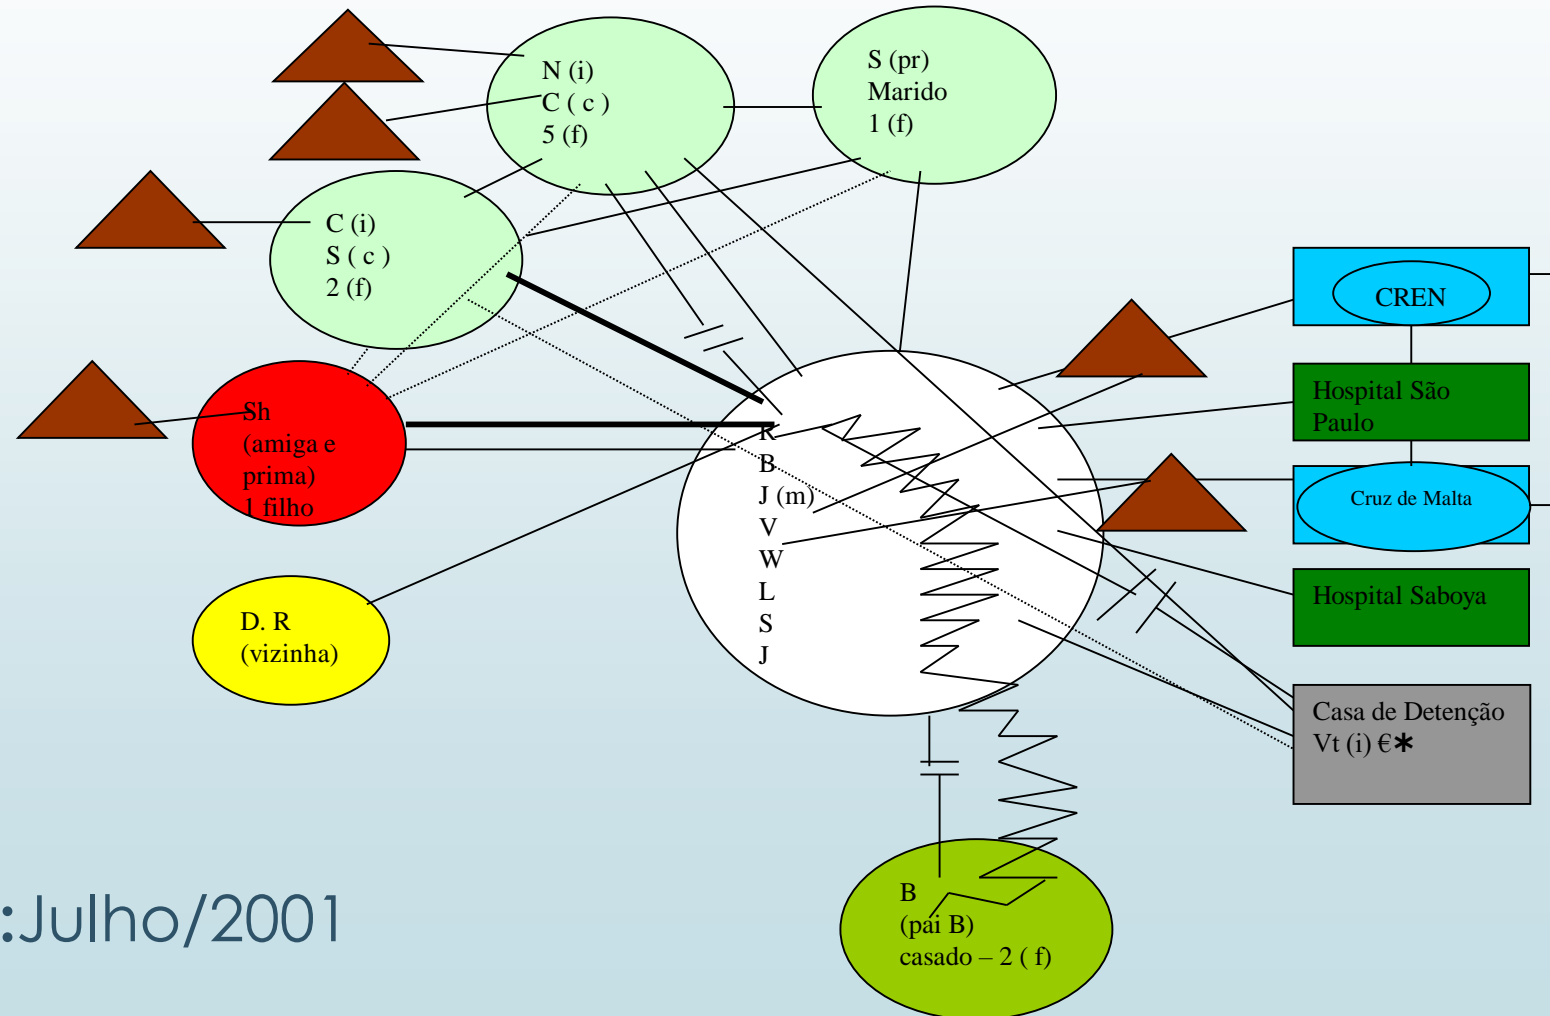 N (i)
C ( c )
5 (f)
S (pr)
Marido
1 (f)
C (i)
S ( c )
2 (f)
CREN
Hospital São
Paulo
Sh
(amiga e
prima)
1 filho
R
B
J (m)
V
W
L
S
J
Cruz de Malta
Hospital Saboya
D. R
(vizinha)
Casa de Detenção
Vt (i) €*
B
(pai B)
casado – 2 ( f)
:Julho/2001